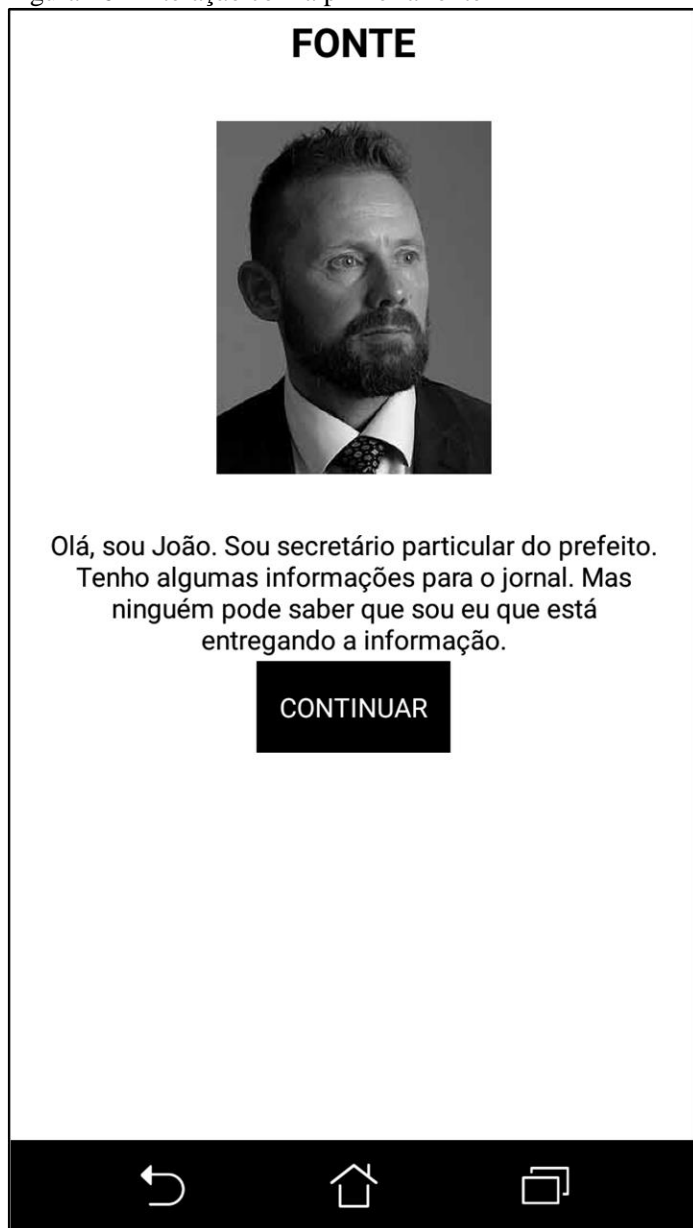 FONTE
Olá, sou João. Sou secretário particular do prefeito.
Tenho algumas informações para o jornal. Mas
ninguém pode saber que sou eu que está
entregando a informação.
CONTINUAR